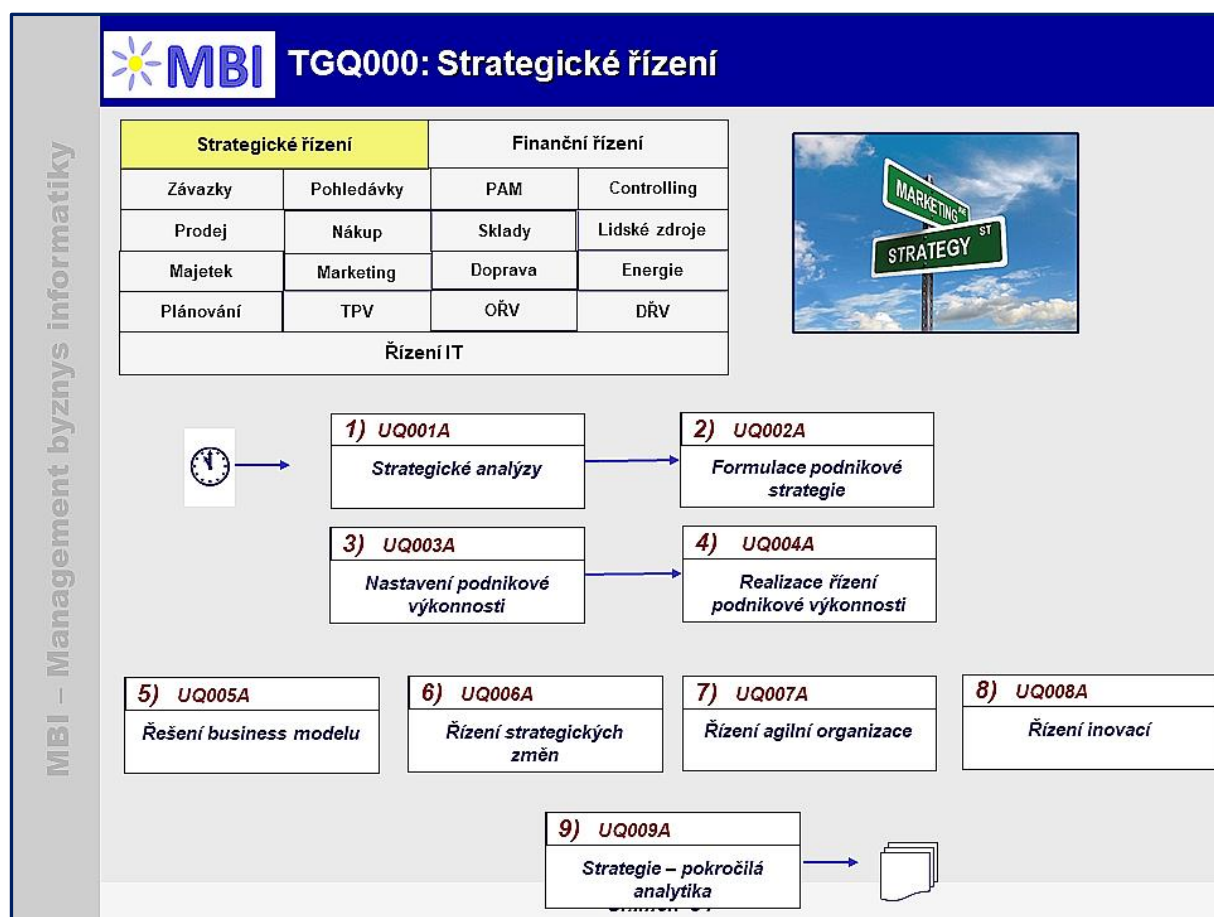 MBI
TGQ000: Strategické řízení
MBI – Management byznys informatiky
Strategické řízení
Finanční řízení
Závazky
Pohledávky
PAM
Controlling
Prodej
Nákup
Sklady
Lidské zdroje
Majetek
Marketing
Doprava
Energie
Plánování
TPV
OŘV
DŘV
Řízení IT
MARKETING AVE
STRATEGY ST
1) UQ001A
Strategické analýzy
2) UQ002A
Formulace podnikové
strategie
3) UQ003A
Nastavení podnikové
výkonnosti
4) UQ004A
Realizace řízení
podnikové výkonnosti
5) UQ005A
Řešení business modelu
6) UQ006A
Řízení strategických
změn
7) UQ007A
Řízení agilní organizace
8) UQ008A
Řízení inovací
9) UQ009A
Strategie – pokročilá
analytika